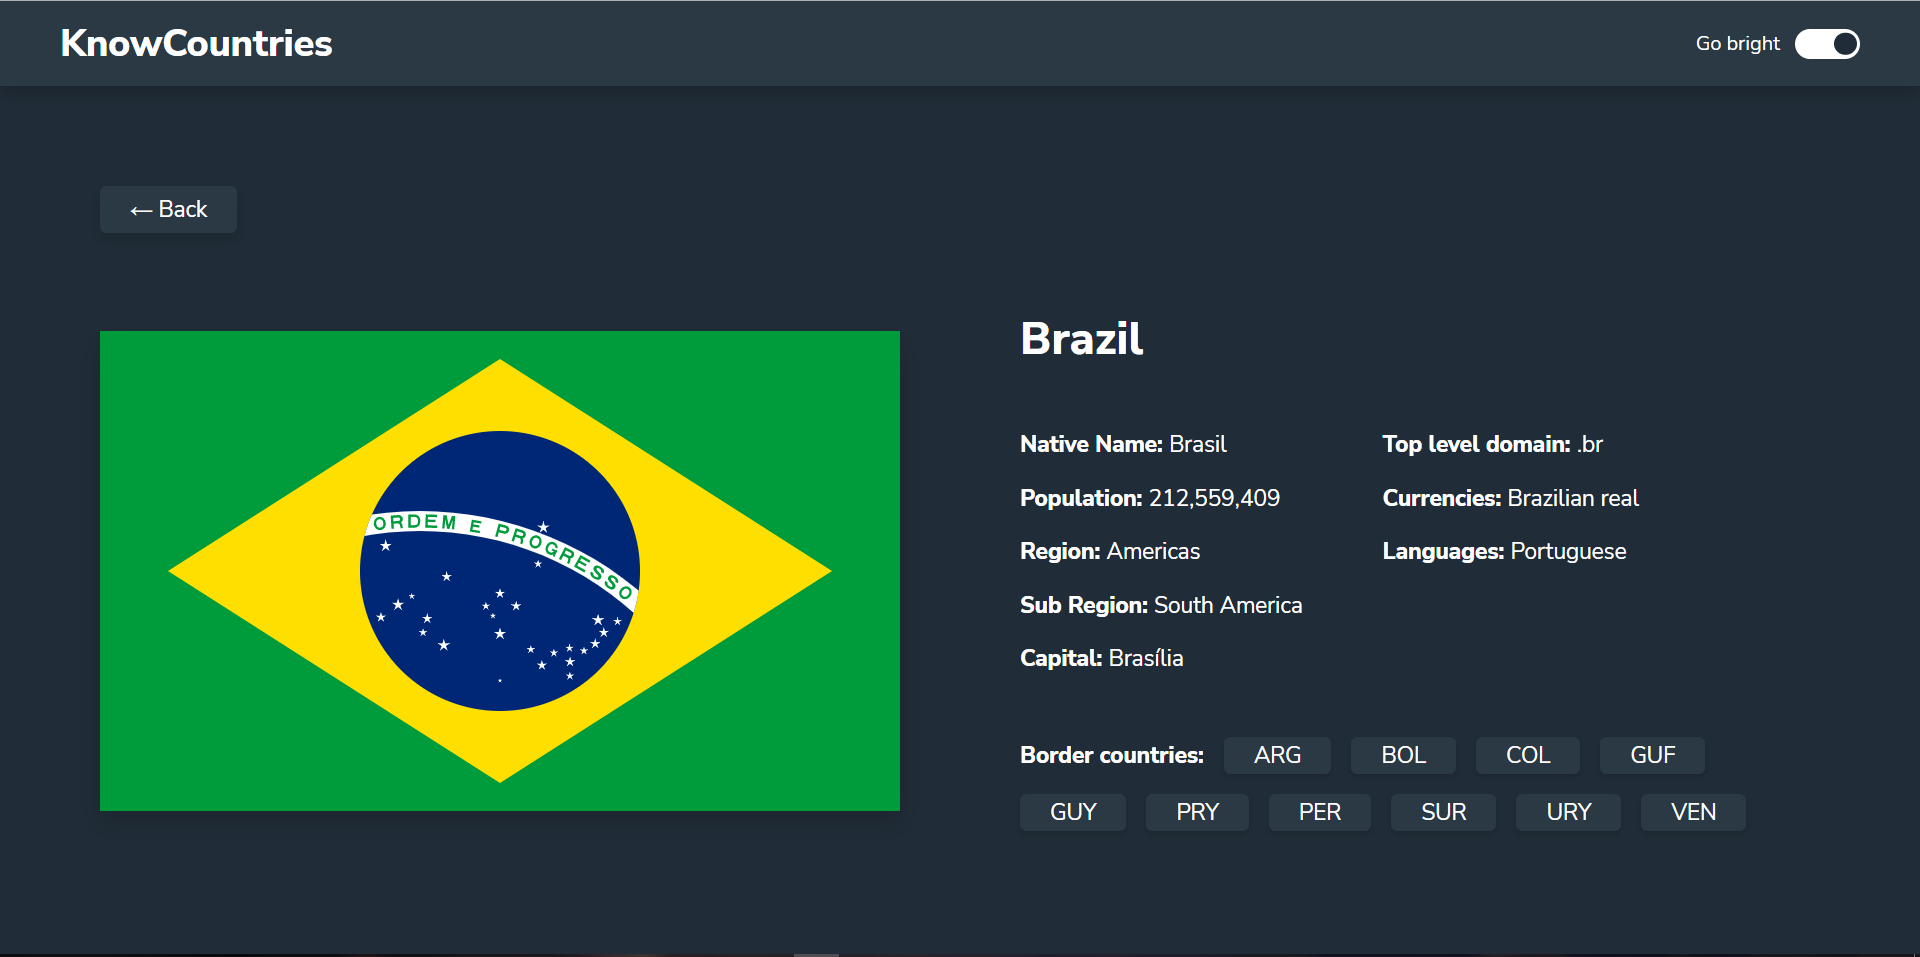 KnowCountries
Go bright
← Back
ORDEM E PROGRESSO
Brazil
Native Name: Brasil
Population: 212,559,409
Region: Americas
Sub Region: South America
Capital: Brasília
Top level domain: .br
Currencies: Brazilian real
Languages: Portuguese
Border countries: ARG BOL COL GUF
GUY PRY PER SUR URY VEN